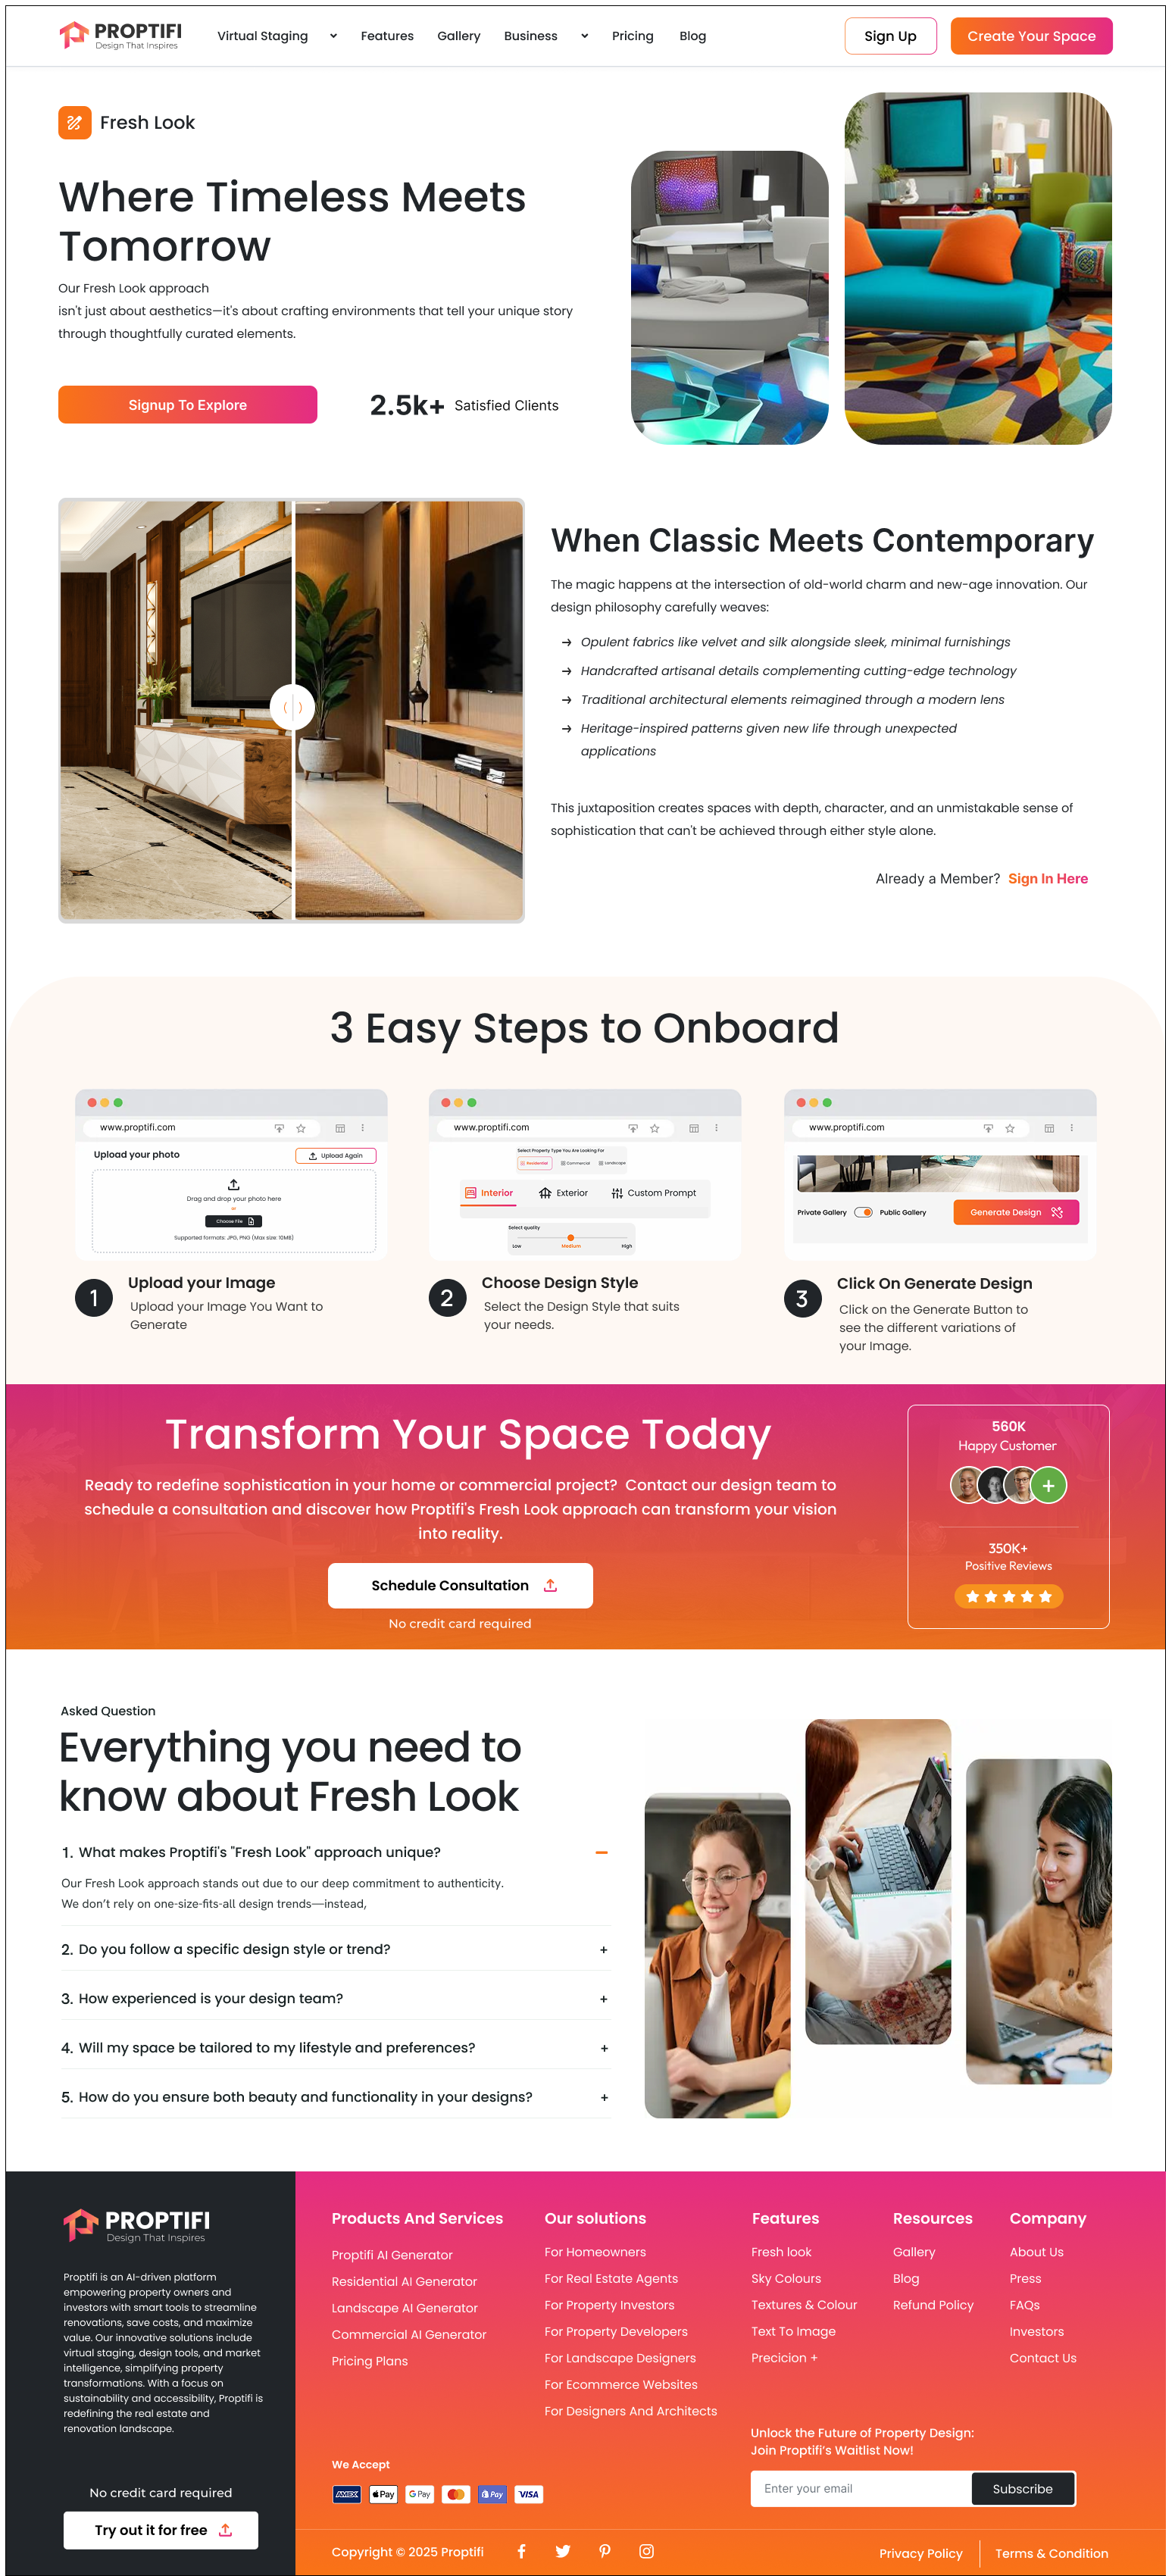 PROPTIFI
Design That Inspires
Virtual Staging
Features
Gallery
Business
Pricing
Blog
Sign Up
Create Your Space
Fresh Look
Where Timeless Meets
Tomorrow
Our Fresh Look approach
isn't just about aesthetics—it's about crafting environments that tell your unique story
through thoughtfully curated elements.
Signup To Explore
2.5k+ Satisfied Clients
When Classic Meets Contemporary
The magic happens at the intersection of old-world charm and new-age innovation. Our
design philosophy carefully weaves:
Opulent fabrics like velvet and silk alongside sleek, minimal furnishings
Handcrafted artisanal details complementing cutting-edge technology
Traditional architectural elements reimagined through a modern lens
Heritage-inspired patterns given new life through unexpected
applications
This juxtaposition creates spaces with depth, character, and an unmistakable sense of
sophistication that can't be achieved through either style alone.
Already a Member? Sign In Here
3 Easy Steps to Onboard
www.proptifi.com
Upload your photo
Upload Again
Drag and drop your photo here
or
Choose File
Supported formats: JPG, PNG (Max size: 10MB)
1
Upload your Image
Upload your Image You Want to
Generate
www.proptifi.com
Select Property Type You Are Looking For
Residential
Commercial
Landscape
Interior
Exterior
Custom Prompt
Select quality
Low
Medium
High
2
Choose Design Style
Select the Design Style that suits
your needs.
www.proptifi.com
Private Gallery
Public Gallery
Generate Design
3
Click On Generate Design
Click on the Generate Button to
see the different variations of
your Image.
Transform Your Space Today
Ready to redefine sophistication in your home or commercial project? Contact our design team to
schedule a consultation and discover how Proptifi's Fresh Look approach can transform your vision
into reality.
Schedule Consultation
No credit card required
560K
Happy Customer
+
350K+
Positive Reviews
Asked Question
Everything you need to
know about Fresh Look
1. What makes Proptifi's "Fresh Look" approach unique?
Our Fresh Look approach stands out due to our deep commitment to authenticity.
We don’t rely on one-size-fits-all design trends—instead,
2. Do you follow a specific design style or trend? +
3. How experienced is your design team? +
4. Will my space be tailored to my lifestyle and preferences? +
5. How do you ensure both beauty and functionality in your designs? +
PROPTIFI
Design That Inspires
Proptifi is an AI-driven platform
empowering property owners and
investors with smart tools to streamline
renovations, save costs, and maximize
value. Our innovative solutions include
virtual staging, design tools, and market
intelligence, simplifying property
transformations. With a focus on
sustainability and accessibility, Proptifi is
redefining the real estate and
renovation landscape.
No credit card required
Try out it for free
Products And Services
Proptifi AI Generator
Residential AI Generator
Landscape AI Generator
Commercial AI Generator
Pricing Plans
Our solutions
For Homeowners
For Real Estate Agents
For Property Investors
For Property Developers
For Landscape Designers
For Ecommerce Websites
For Designers And Architects
Features
Fresh look
Sky Colours
Textures & Colour
Text To Image
Precicion +
Resources
Gallery
Blog
Refund Policy
Company
About Us
Press
FAQs
Investors
Contact Us
We Accept
AMEX
Pay
G Pay
Pay
VISA
Unlock the Future of Property Design:
Join Proptifi’s Waitlist Now!
Enter your email
Subscribe
Copyright © 2025 Proptifi
Privacy Policy
Terms & Condition